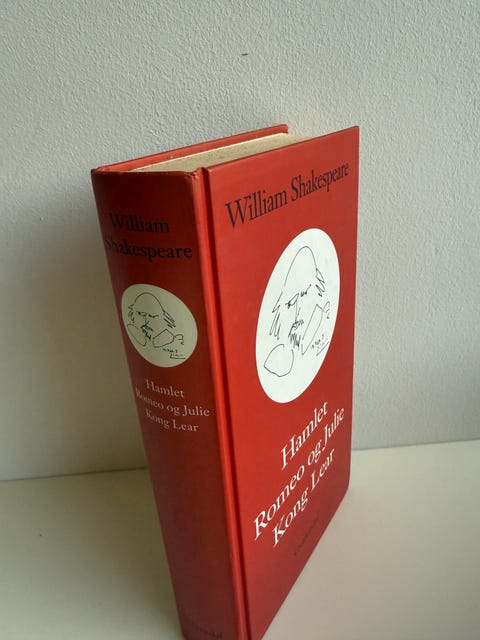 William
Shakespeare
Hamlet
Romeo og Julie
Kong Lear
William Shakespeare
Hamlet
Romeo og Julie
Kong Lear